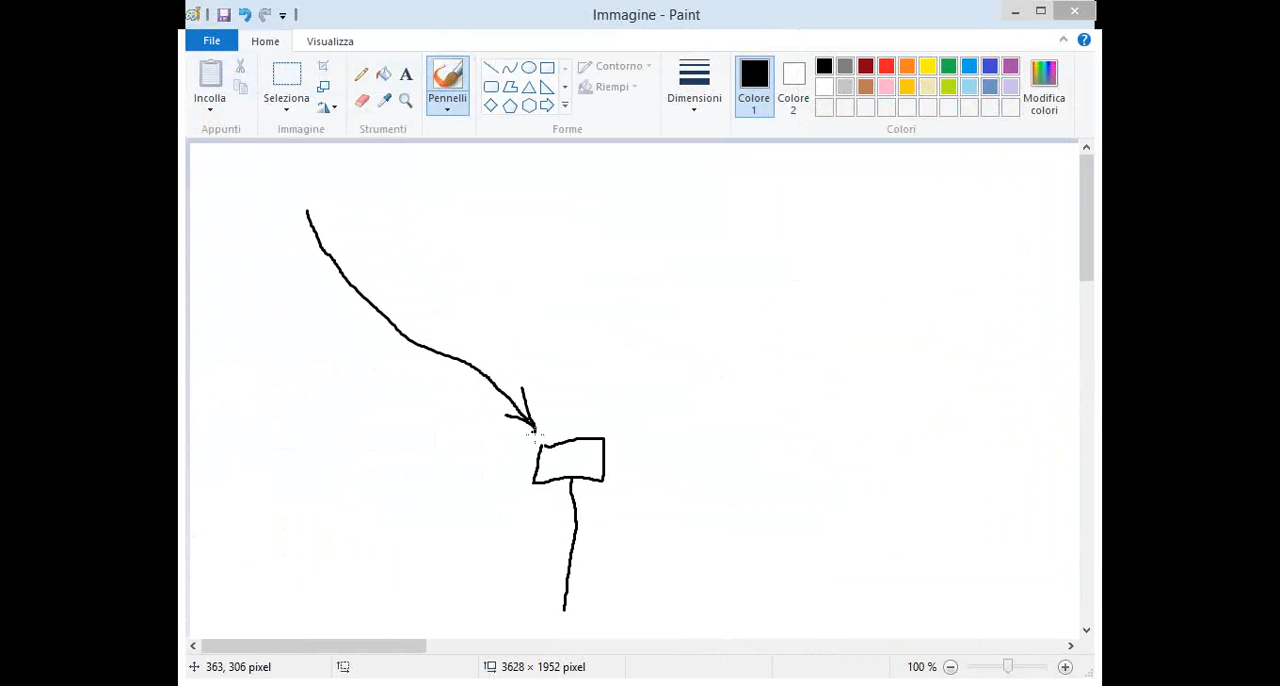 Immagine - Paint
File Home Visualizza
Incolla
Seleziona
Pennelli
Contorno
Riempi
Dimensioni
Colore 1
Colore 2
Modifica colori
Appunti Immagine Strumenti Forme Colori
363, 306 pixel 3628 × 1952 pixel 100 %